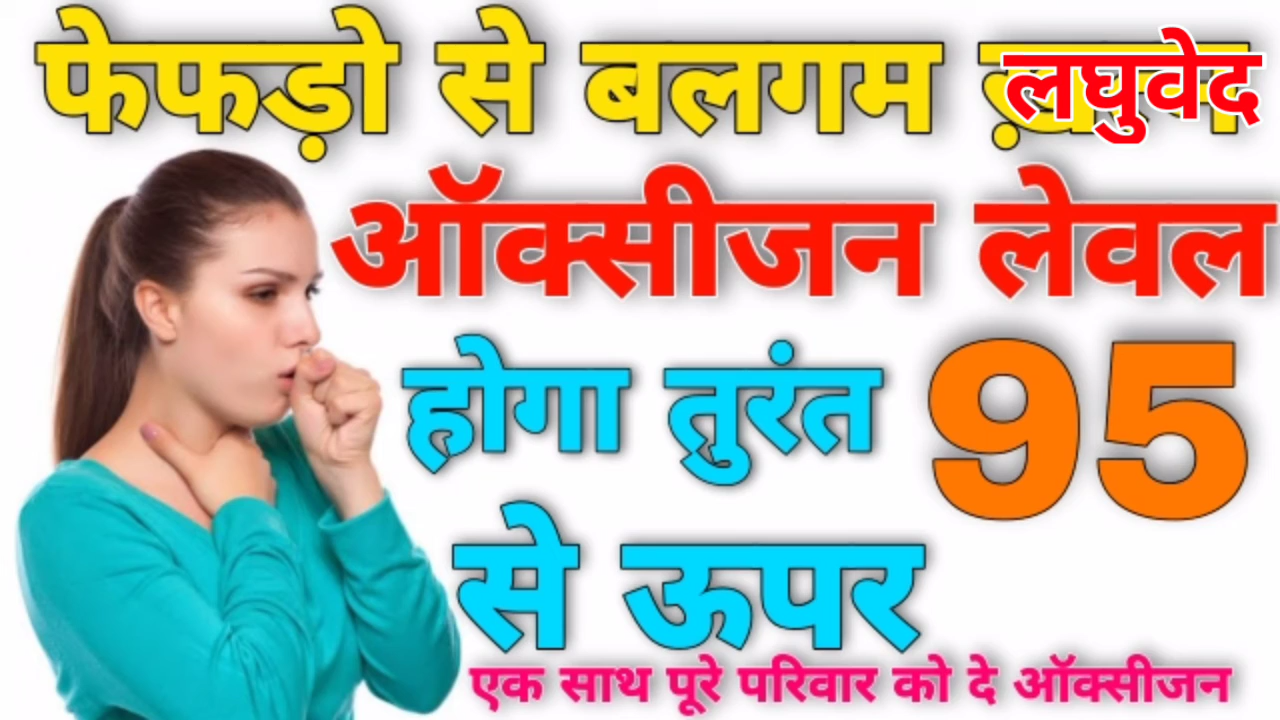 फेफड़ो से बलगम
लघुवेद
ऑक्सीजन लेवल
होगा तुरंत 95
से ऊपर
एक साथ पूरे परिवार को दे ऑक्सीजन